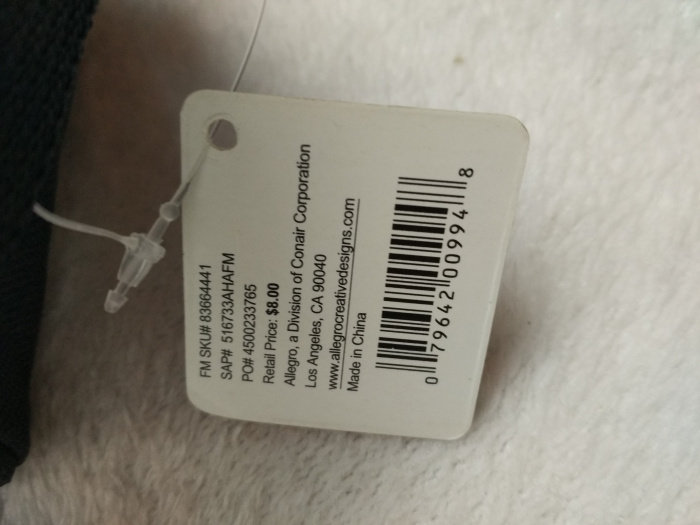 FM SKU# 83664441
SAP# 516733AHAFM
PO# 4500233765
Retail Price: $8.00
Allegro, a Division of Conair Corporation
Los Angeles, CA 90040
www.allegrocreativedesigns.com
Made in China
0 79642 00994 8